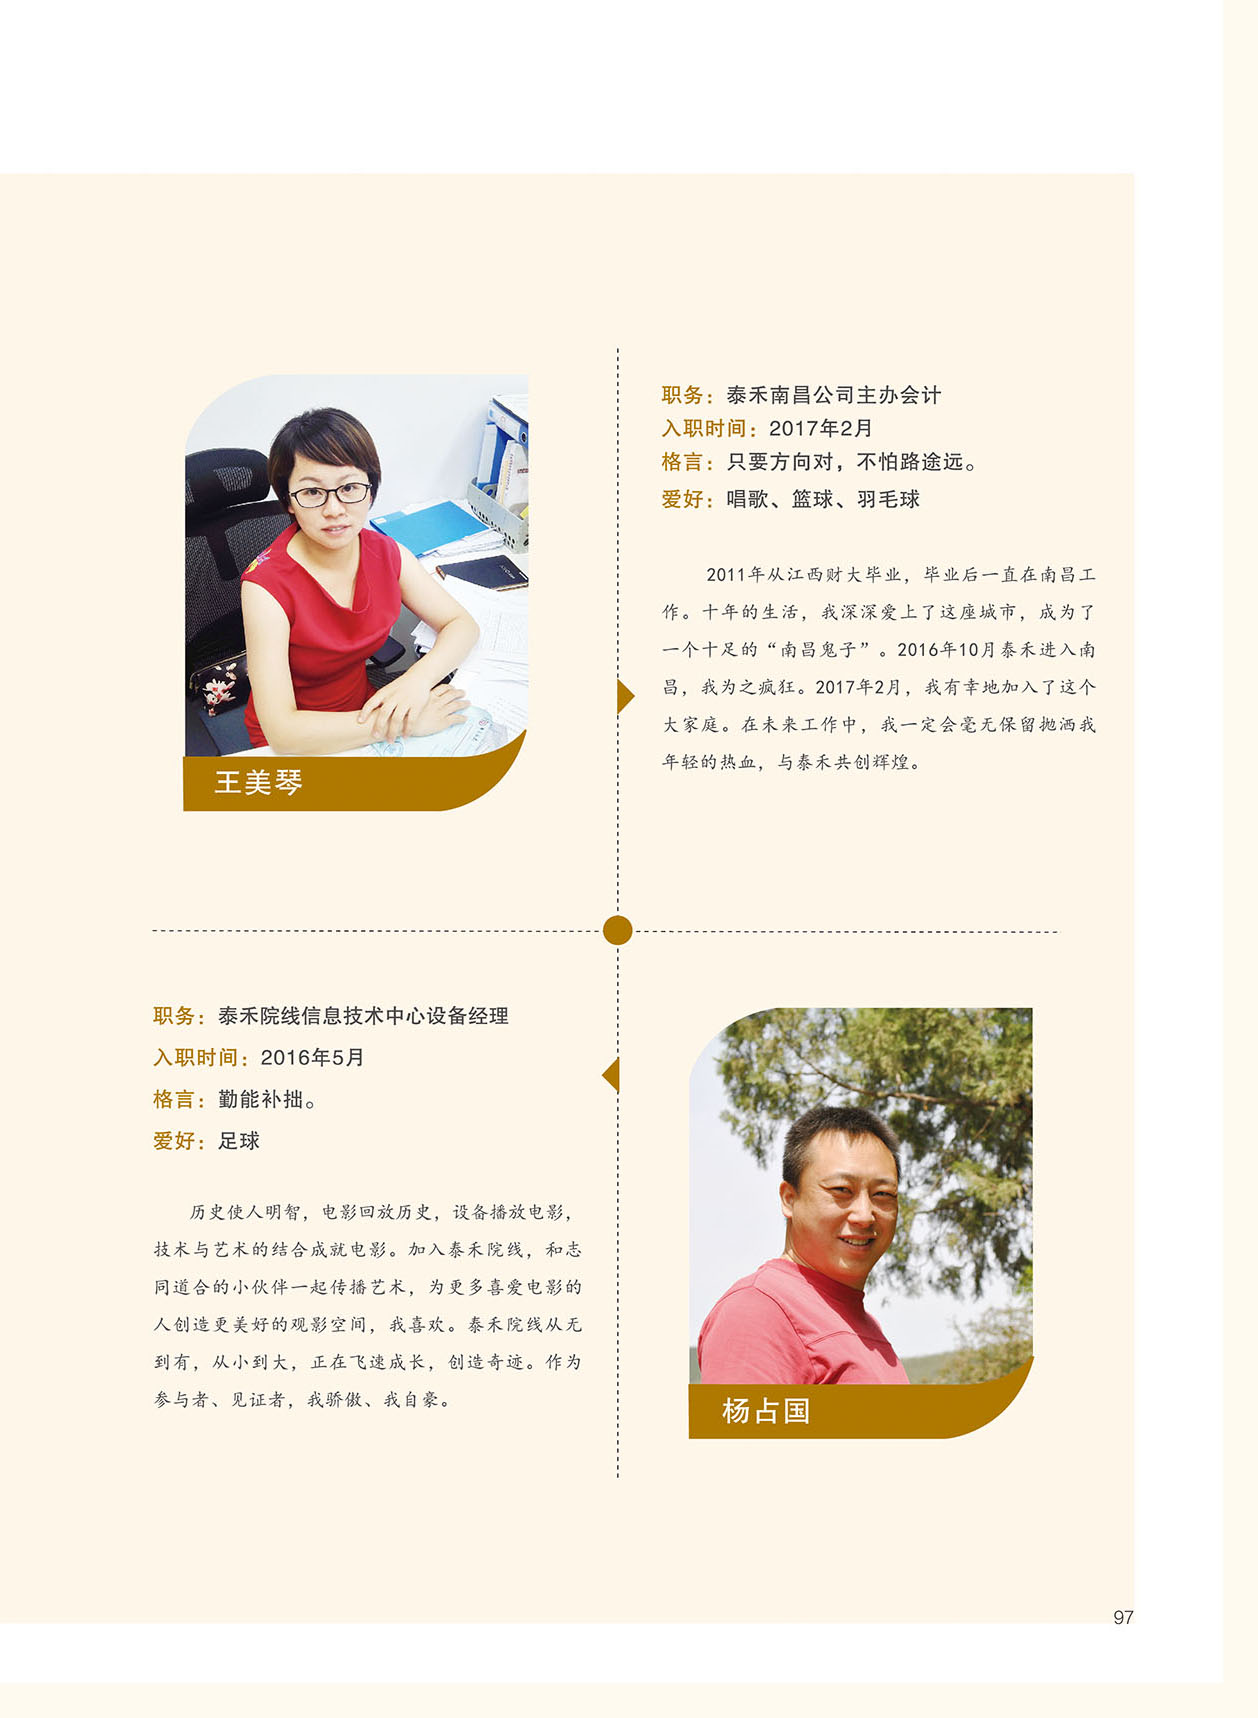 职务：泰禾南昌公司主办会计
入职时间：2017年2月
格言：只要方向对，不怕路途远。
爱好：唱歌、篮球、羽毛球
2011年从江西财大毕业，毕业后一直在南昌工
作。十年的生活，我深深爱上了这座城市，成为了
一个十足的“南昌鬼子”。2016年10月泰禾进入南
昌，我为之疯狂。2017年2月，我有幸地加入了这个
大家庭。在未来工作中，我一定会毫无保留抛洒我
年轻的热血，与泰禾共创辉煌。
王美琴
职务：泰禾院线信息技术中心设备经理
入职时间：2016年5月
格言：勤能补拙。
爱好：足球
历史使人明智，电影回放历史，设备播放电影，
技术与艺术的结合成就电影。加入泰禾院线，和志
同道合的小伙伴一起传播艺术，为更多喜爱电影的
人创造更美好的观影空间，我喜欢。泰禾院线从无
到有，从小到大，正在飞速成长，创造奇迹。作为
参与者、见证者，我骄傲、我自豪。
杨占国
97